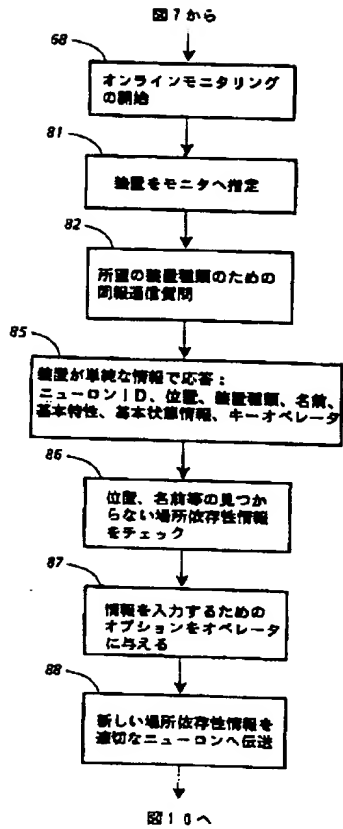 図7から
68
オンラインモニタリング
の開始
81
装置をモニタへ指定
82
所望の装置種類のための
同報通信質問
85
装置が単純な情報で応答:
ニューロンID、位置、装置種類、名前、
基本特性、基本状態情報、キーオペレータ
86
位置、名前等の見つか
らない場所依存性情報
をチェック
87
情報を入力するための
オプションをオペレータ
に与える
88
新しい場所依存性情報を
適切なニューロンへ伝送
図10へ